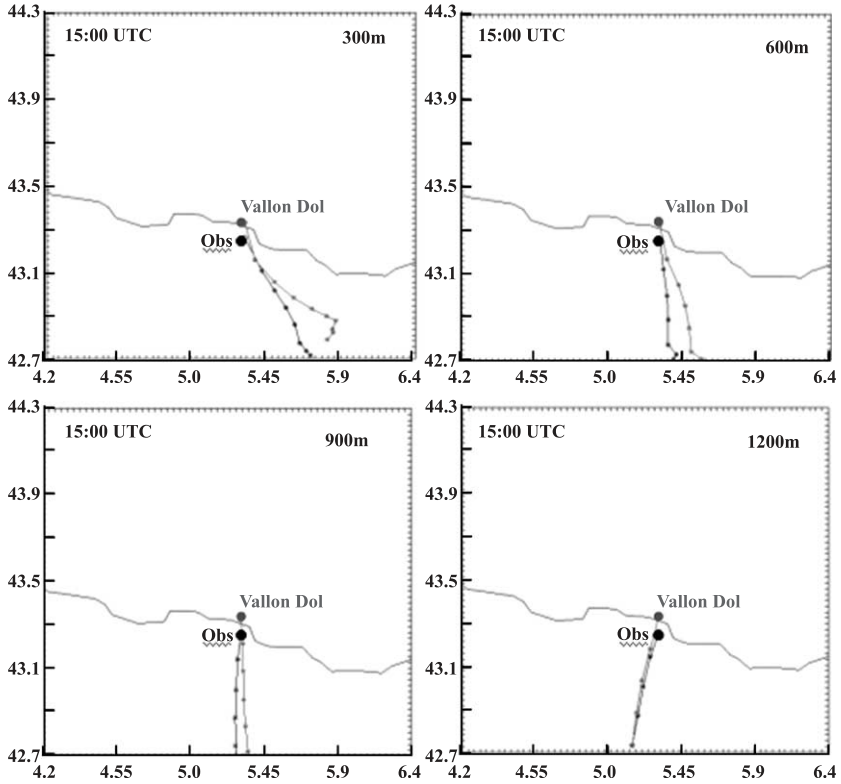 44.3
15:00 UTC
300m
43.9
43.5
Vallon Dol
Obs
43.1
42.7
4.2 4.55 5.0 5.45 5.9 6.4
44.3
15:00 UTC
600m
43.9
43.5
Vallon Dol
Obs
43.1
42.7
4.2 4.55 5.0 5.45 5.9 6.4
44.3
15:00 UTC
900m
43.9
43.5
Vallon Dol
Obs
43.1
42.7
4.2 4.55 5.0 5.45 5.9 6.4
44.3
15:00 UTC
1200m
43.9
43.5
Vallon Dol
Obs
43.1
42.7
4.2 4.55 5.0 5.45 5.9 6.4